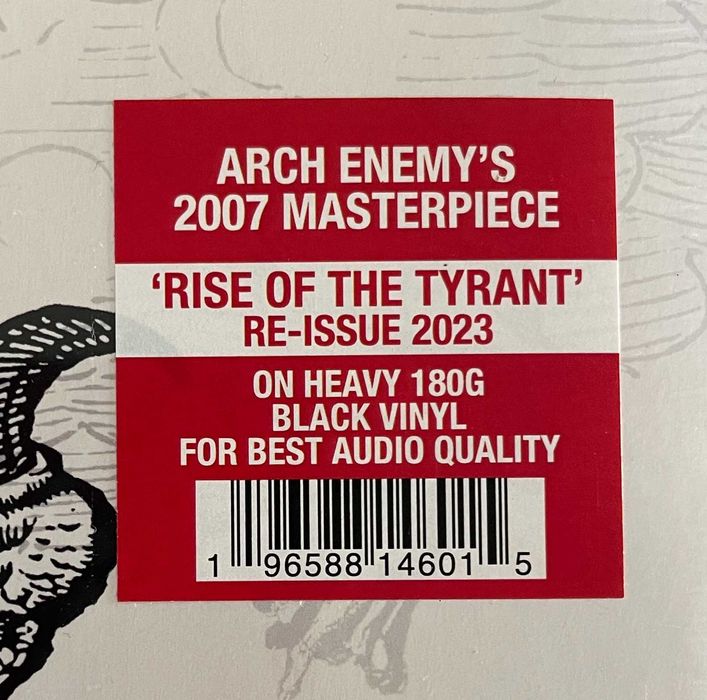 ARCH ENEMY'S
2007 MASTERPIECE
'RISE OF THE TYRANT'
RE-ISSUE 2023
ON HEAVY 180G
BLACK VINYL
FOR BEST AUDIO QUALITY
1 96588 14601 5